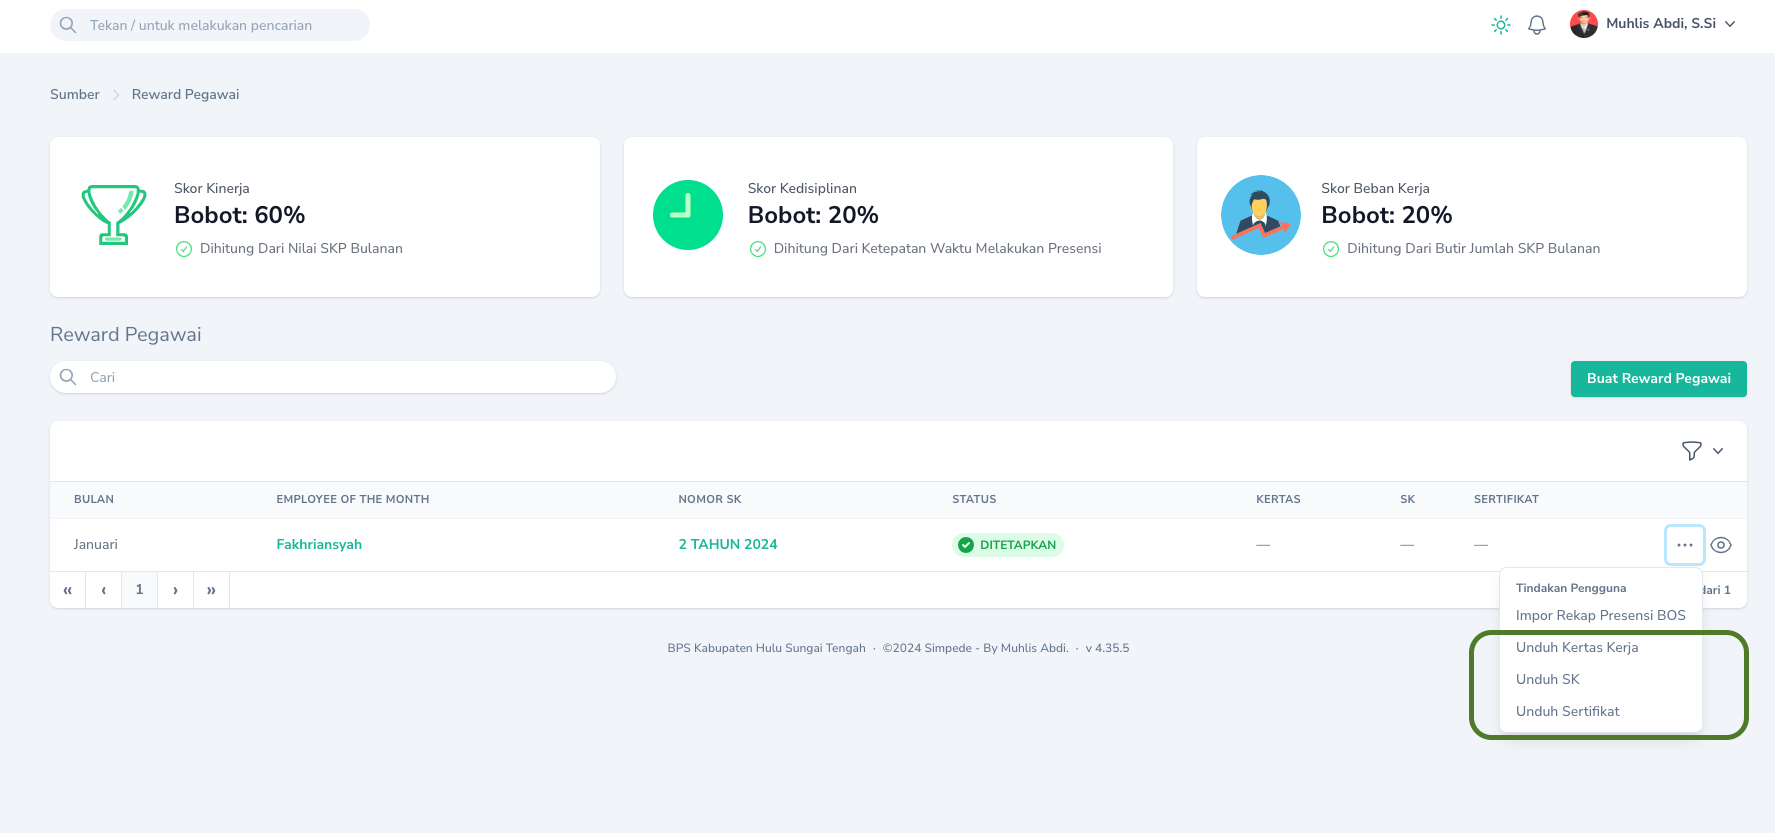 Tekan / untuk melakukan pencarian
Muhlis Abdi, S.Si
Sumber
Reward Pegawai
Skor Kinerja
Bobot: 60%
Dihitung Dari Nilai SKP Bulanan
Skor Kedisiplinan
Bobot: 20%
Dihitung Dari Ketepatan Waktu Melakukan Presensi
Skor Beban Kerja
Bobot: 20%
Dihitung Dari Butir Jumlah SKP Bulanan
Reward Pegawai
Cari
Buat Reward Pegawai
BULAN EMPLOYEE OF THE MONTH NOMOR SK STATUS KERTAS SK SERTIFIKAT
Januari Fakhriansyah 2 TAHUN 2024 DITETAPKAN — — —
« ‹ 1 › »
dari 1
Tindakan Pengguna
Impor Rekap Presensi BOS
Unduh Kertas Kerja
Unduh SK
Unduh Sertifikat
BPS Kabupaten Hulu Sungai Tengah · ©2024 Simpede - By Muhlis Abdi. · v 4.35.5